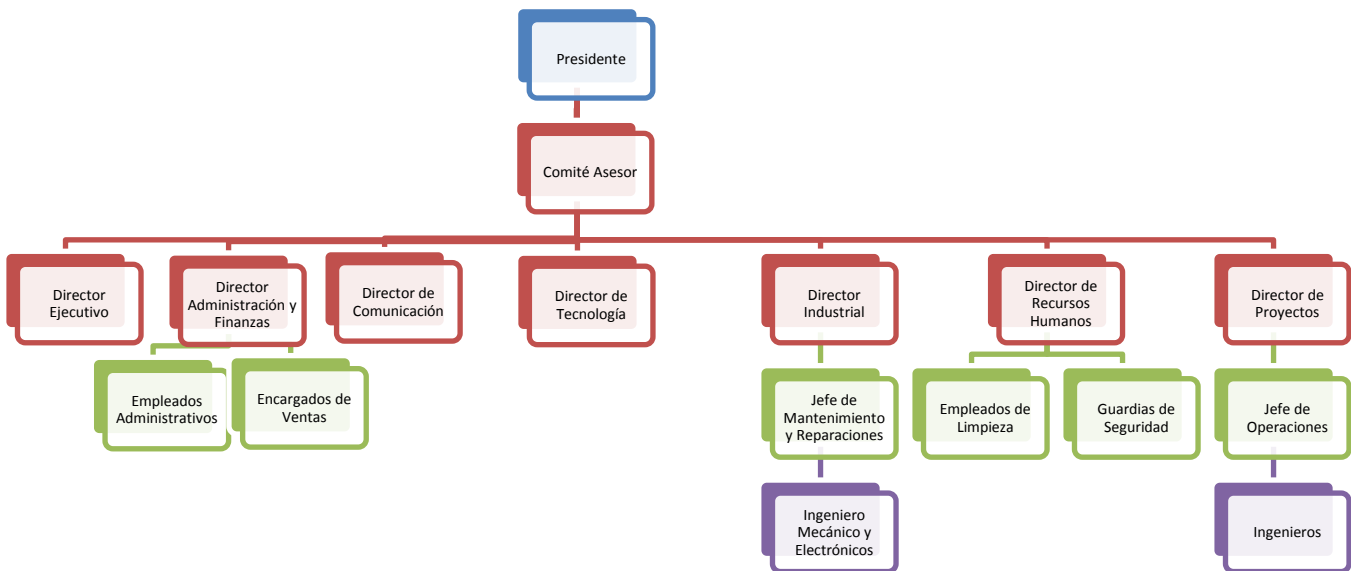 Presidente
Comité Asesor
Director
Ejecutivo
Director
Administración y
Finanzas
Director de
Comunicación
Director de
Tecnología
Director
Industrial
Director de
Recursos
Humanos
Director de
Proyectos
Empleados
Administrativos
Encargados de
Ventas
Jefe de
Mantenimiento
y Reparaciones
Empleados de
Limpieza
Guardias de
Seguridad
Jefe de
Operaciones
Ingeniero
Mecánico y
Electrónicos
Ingenieros